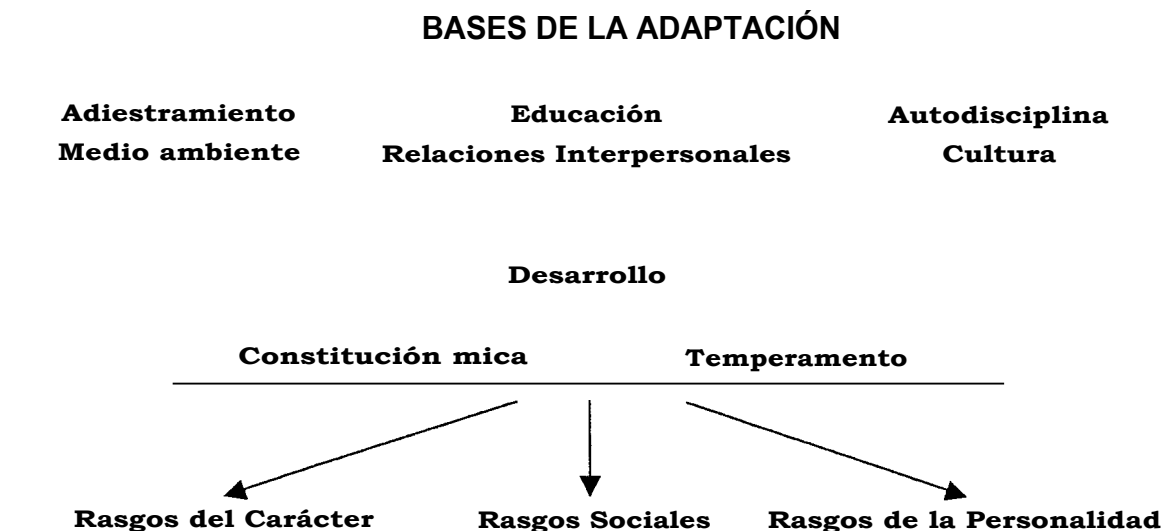 BASES DE LA ADAPTACIÓN
Adiestramiento Educación Autodisciplina
Medio ambiente Relaciones Interpersonales Cultura
Desarrollo
Constitución mica Temperamento
Rasgos del Carácter Rasgos Sociales Rasgos de la Personalidad